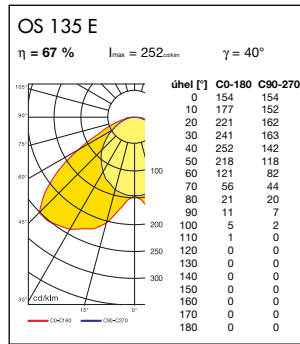 OS 135 E
η = 67 % Imax = 252cd/klm γ = 40°
úhel [°] C0-180 C90-270
0 154 154
10 177 152
20 221 162
30 241 163
40 252 142
50 218 118
60 121 82
70 56 44
80 21 20
90 11 7
100 5 2
110 1 0
120 0 0
130 0 0
140 0 0
150 0 0
160 0 0
170 0 0
180 0 0
105°
90°
75°
60°
45°
30°
15°
0°
100
200
250
300
cd/klm
C0-C180 C90-C270